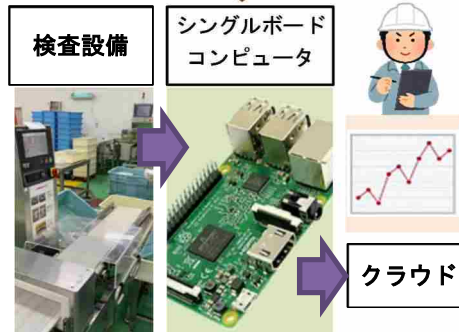 検査設備
シングルボード
コンピュータ
クラウド